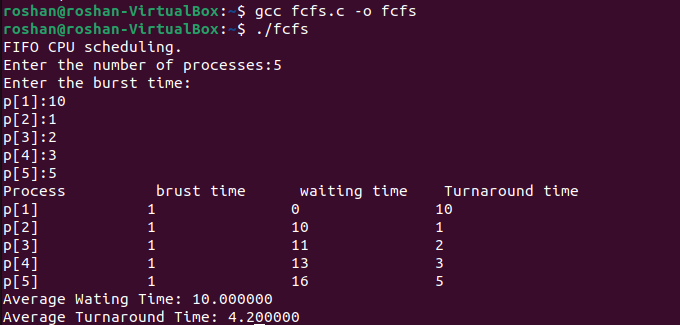 roshan@roshan-VirtualBox:~$ gcc fcfs.c -o fcfs
roshan@roshan-VirtualBox:~$ ./fcfs
FIFO CPU scheduling.
Enter the number of processes:5
Enter the burst time:
p[1]:10
p[2]:1
p[3]:2
p[4]:3
p[5]:5
Process brust time waiting time Turnaround time
p[1] 1 0 10
p[2] 1 10 1
p[3] 1 11 2
p[4] 1 13 3
p[5] 1 16 5
Average Wating Time: 10.000000
Average Turnaround Time: 4.200000